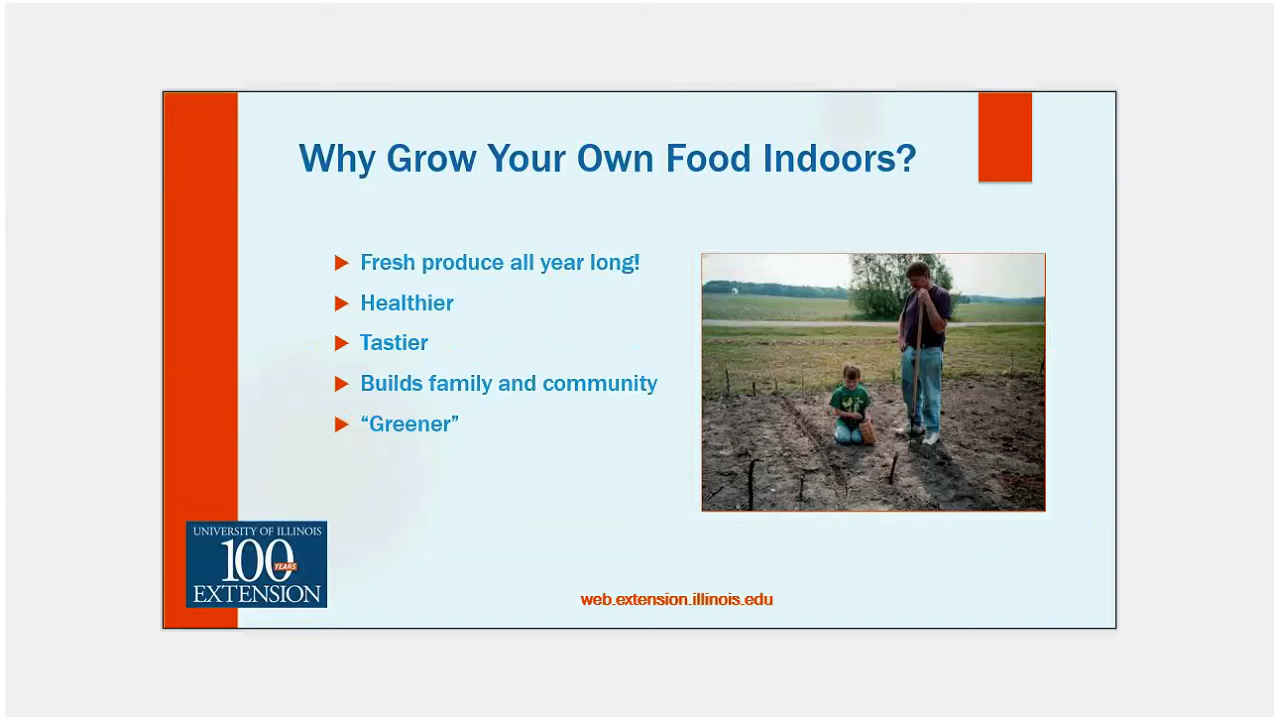 Why Grow Your Own Food Indoors?
Fresh produce all year long!
Healthier
Tastier
Builds family and community
“Greener”
UNIVERSITY OF ILLINOIS
100
YEARS
EXTENSION
web.extension.illinois.edu